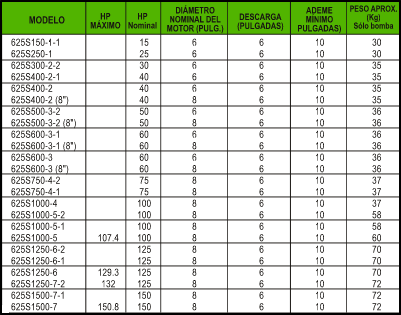 MODELO HP MÁXIMO HP Nominal DIÁMETRO NOMINAL DEL MOTOR (PULG.) DESCARGA (PULGADAS) ADEME MÍNIMO PULGADAS) PESO APROX. (Kg) Sólo bomba
625S150-1-1 15 6 6 10 30
625S250-1 25 6 6 10 30
625S300-2-2 30 6 6 10 35
625S400-2-1 40 6 6 10 35
625S400-2 40 6 6 10 35
625S400-2 (8") 40 8 6 10 35
625S500-3-2 50 6 6 10 36
625S500-3-2 (8") 50 8 6 10 36
625S600-3-1 60 6 6 10 36
625S600-3-1 (8") 60 8 6 10 36
625S600-3 60 6 6 10 36
625S600-3 (8") 60 8 6 10 36
625S750-4-2 75 8 6 10 37
625S750-4-1 75 8 6 10 37
625S1000-4 100 8 6 10 37
625S1000-5-2 100 8 6 10 58
625S1000-5-1 100 8 6 10 58
625S1000-5 107.4 100 8 6 10 60
625S1250-6-2 125 8 6 10 70
625S1250-6-1 125 8 6 10 70
625S1250-6 129.3 125 8 6 10 70
625S1250-7-2 132 125 8 6 10 72
625S1500-7-1 150 8 6 10 72
625S1500-7 150.8 150 8 6 10 72